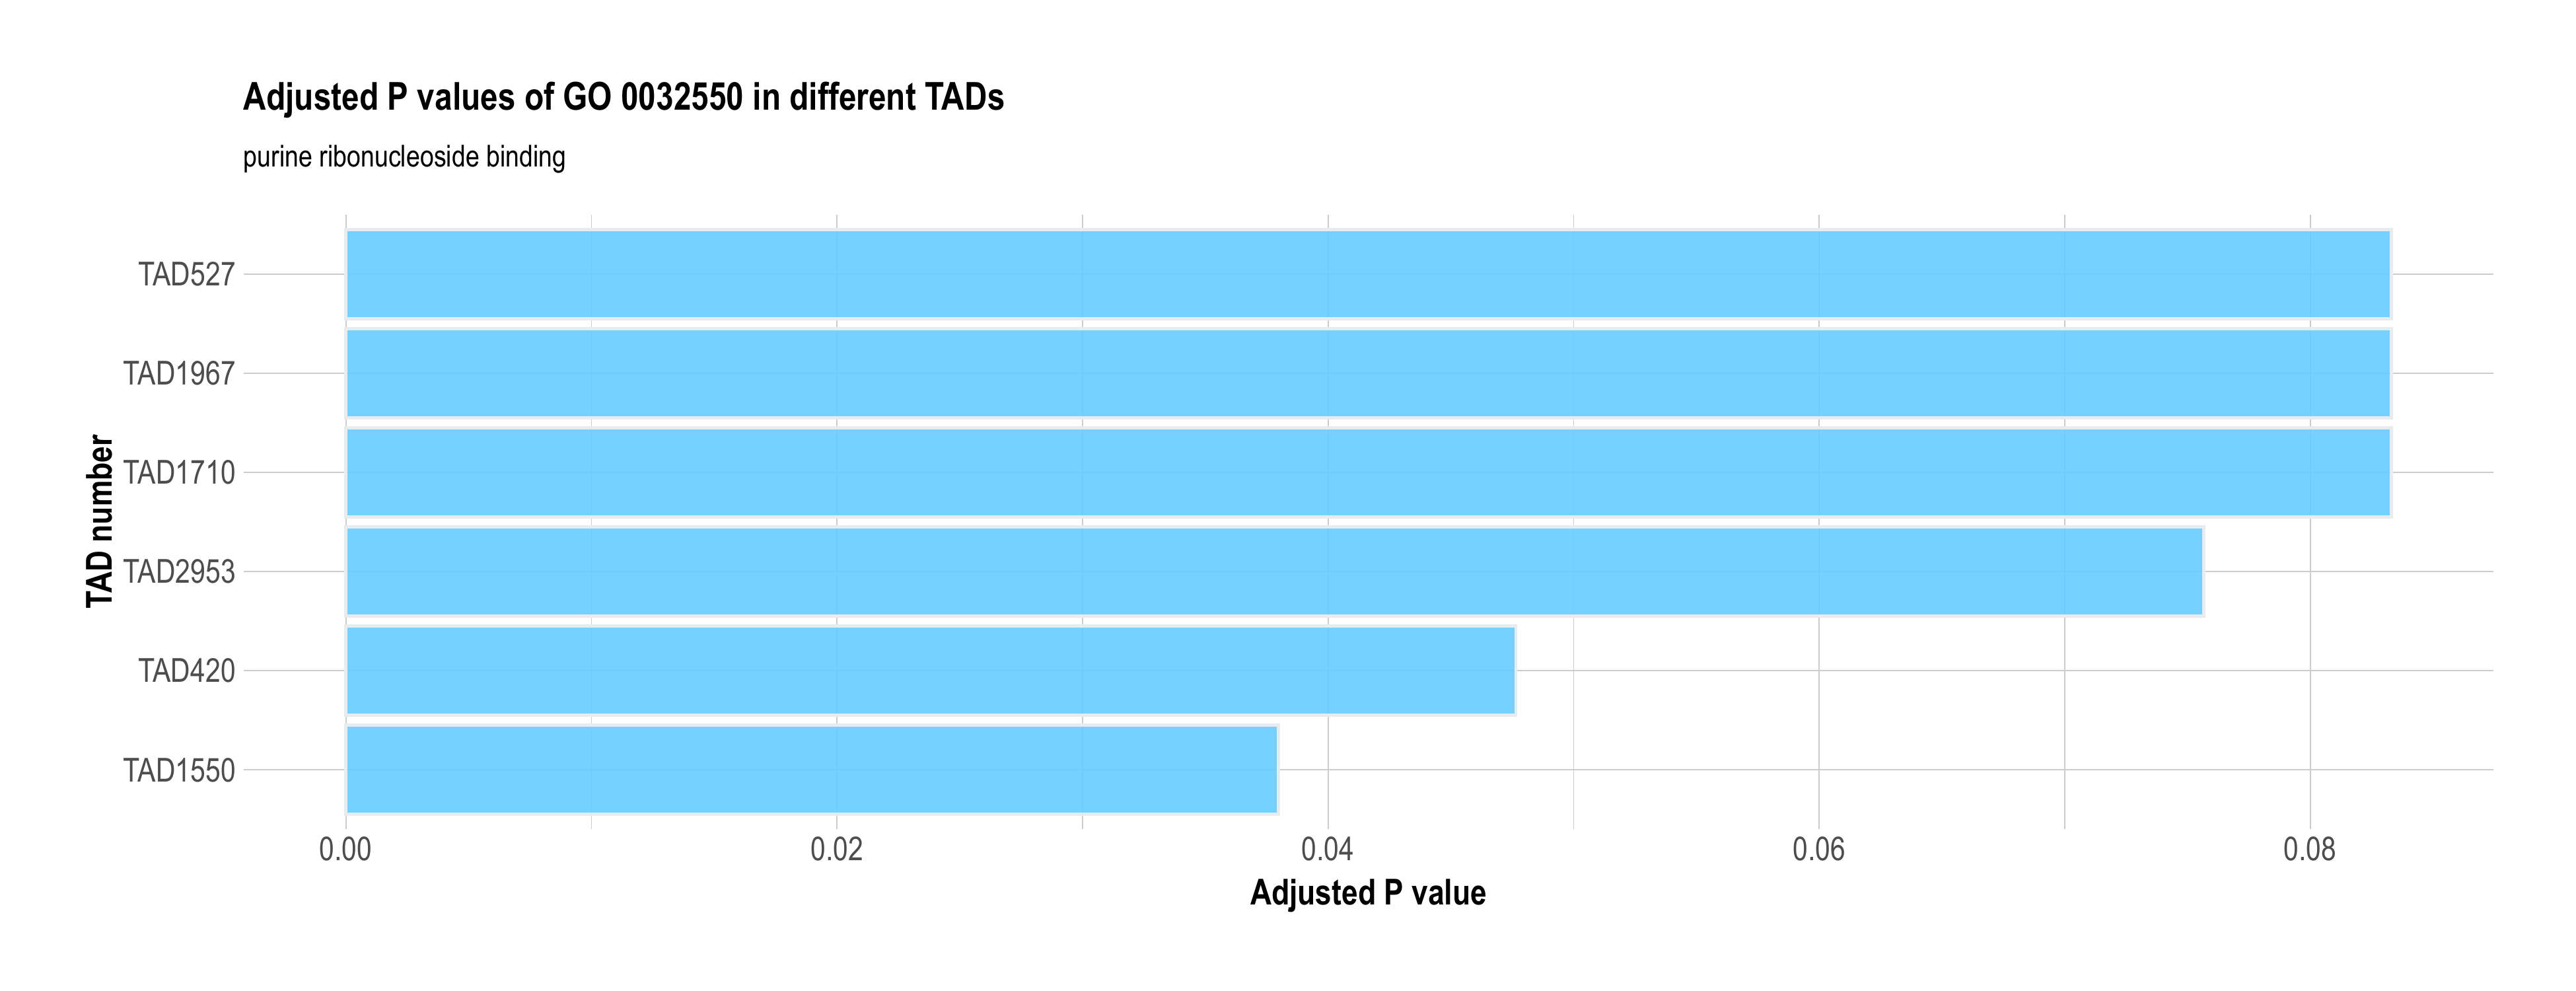 Adjusted P values of GO 0032550 in different TADs
purine ribonucleoside binding
TAD number
TAD527
TAD1967
TAD1710
TAD2953
TAD420
TAD1550
0.00 0.02 0.04 0.06 0.08
Adjusted P value